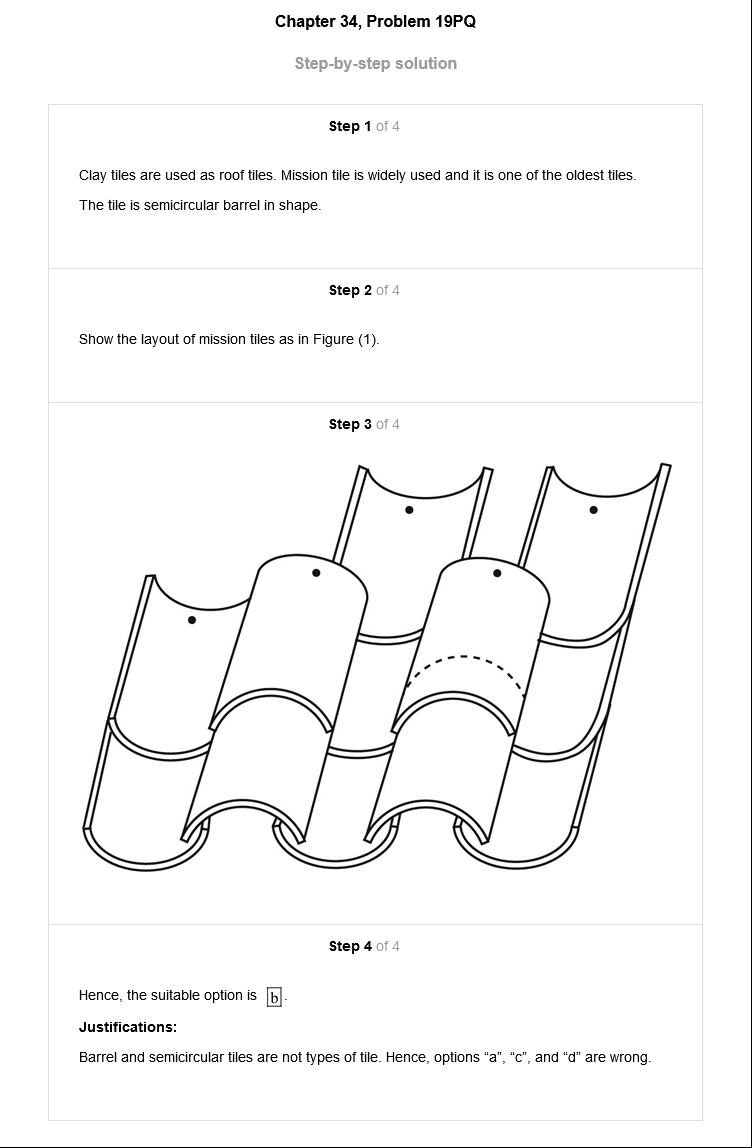 Chapter 34, Problem 19PQ
Step-by-step solution
Step 1 of 4
Clay tiles are used as roof tiles. Mission tile is widely used and it is one of the oldest tiles.
The tile is semicircular barrel in shape.
Step 2 of 4
Show the layout of mission tiles as in Figure (1).
Step 3 of 4
Step 4 of 4
Hence, the suitable option is b.
Justifications:
Barrel and semicircular tiles are not types of tile. Hence, options “a”, “c”, and “d” are wrong.